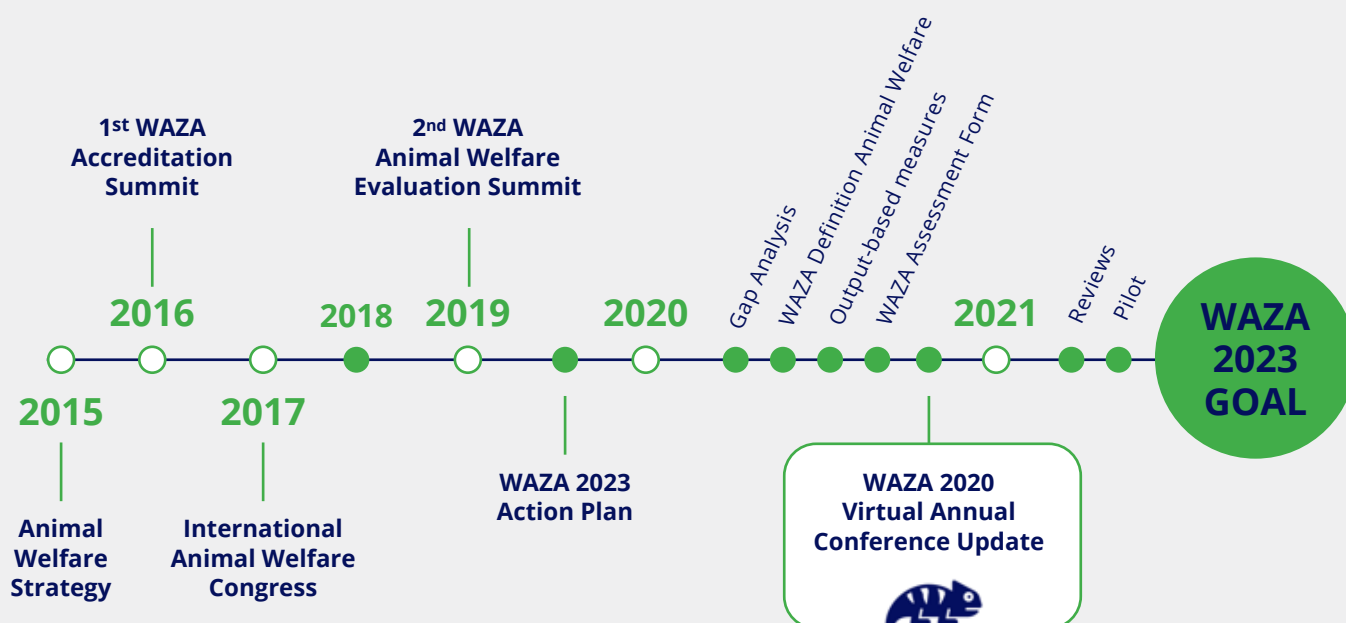 1st WAZA
Accreditation
Summit
2nd WAZA
Animal Welfare
Evaluation Summit
Gap Analysis
WAZA Definition Animal Welfare
Output-based measures
WAZA Assessment Form
Reviews
Pilot
2016
2018
2019
2020
2021
WAZA
2023
GOAL
2015
2017
Animal
Welfare
Strategy
International
Animal Welfare
Congress
WAZA 2023
Action Plan
WAZA 2020
Virtual Annual
Conference Update